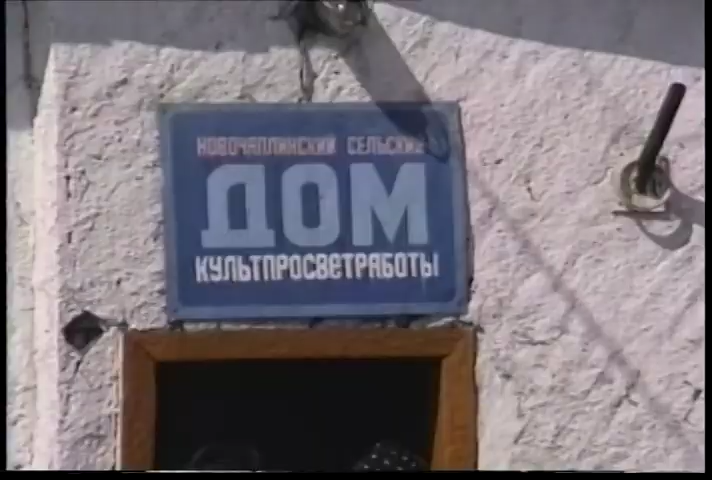 НОВОЧАПЛИНСКИЙ СЕЛЬСКИЙ
ДОМ
КУЛЬТПРОСВЕТРАБОТЫ